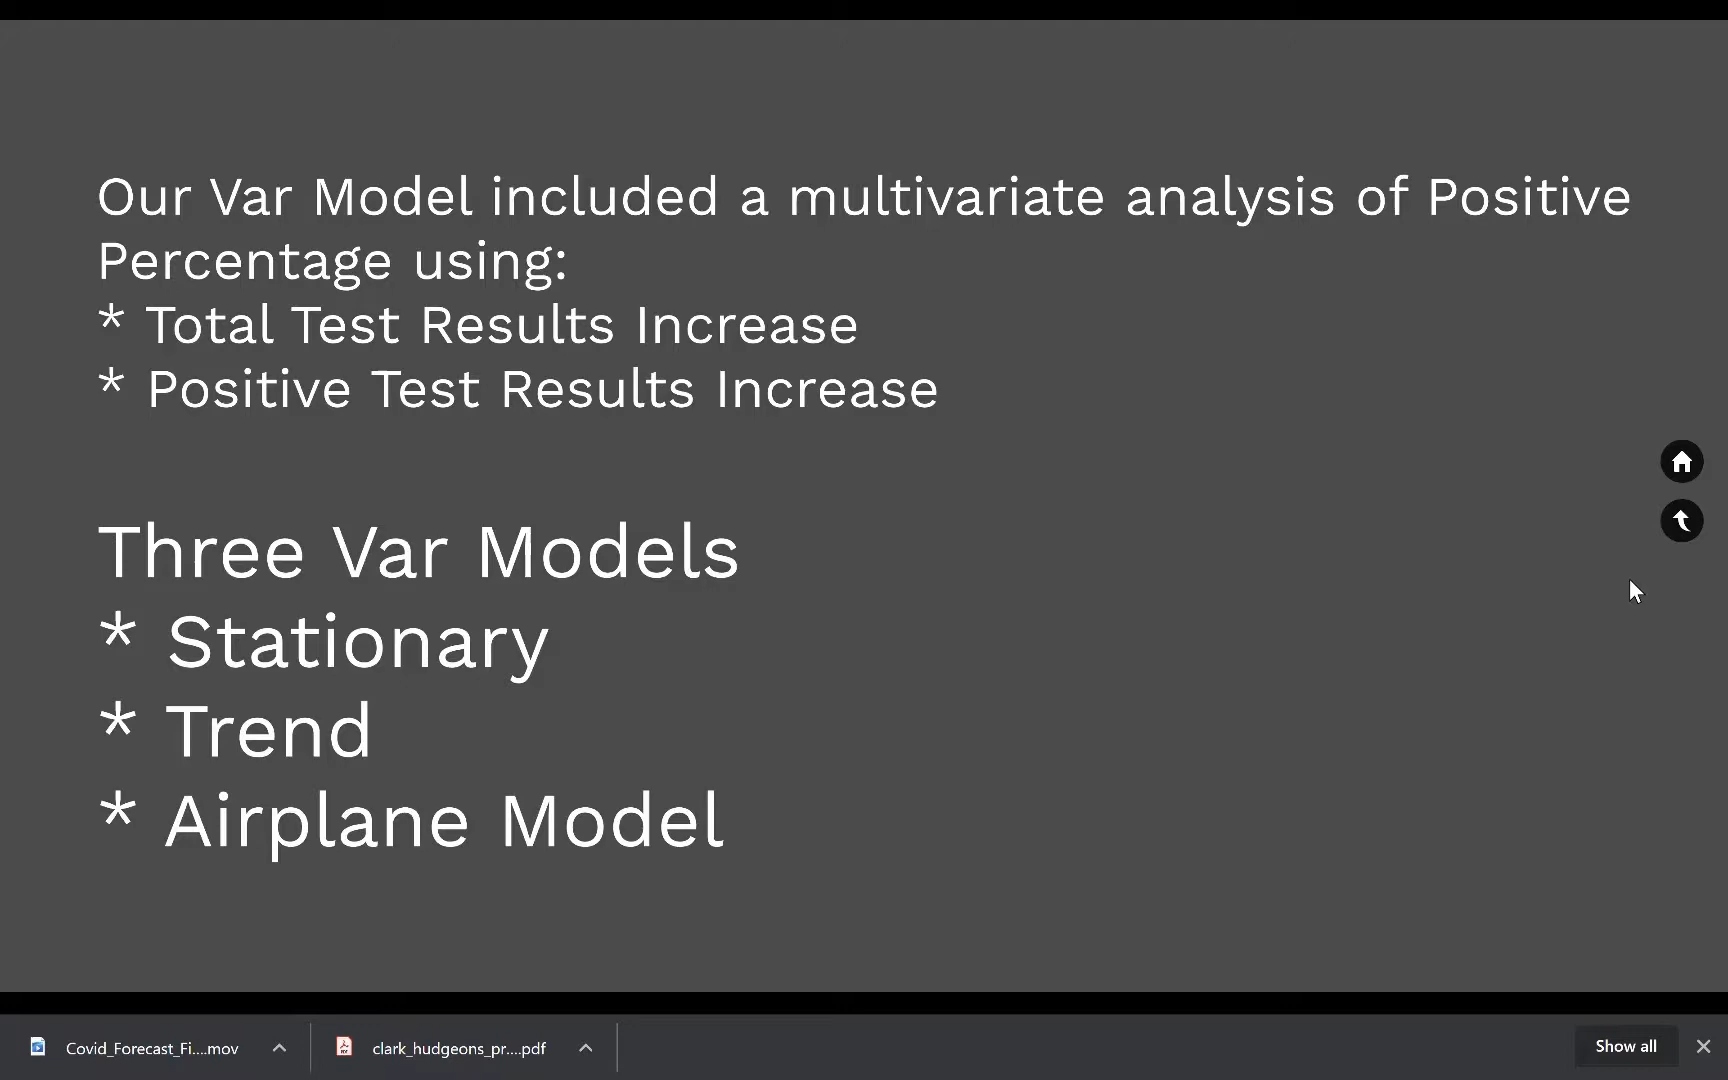 Our Var Model included a multivariate analysis of Positive
Percentage using:
* Total Test Results Increase
* Positive Test Results Increase
Three Var Models
* Stationary
* Trend
* Airplane Model
Covid_Forecast_Fi....mov
clark_hudgeons_pr....pdf
Show all